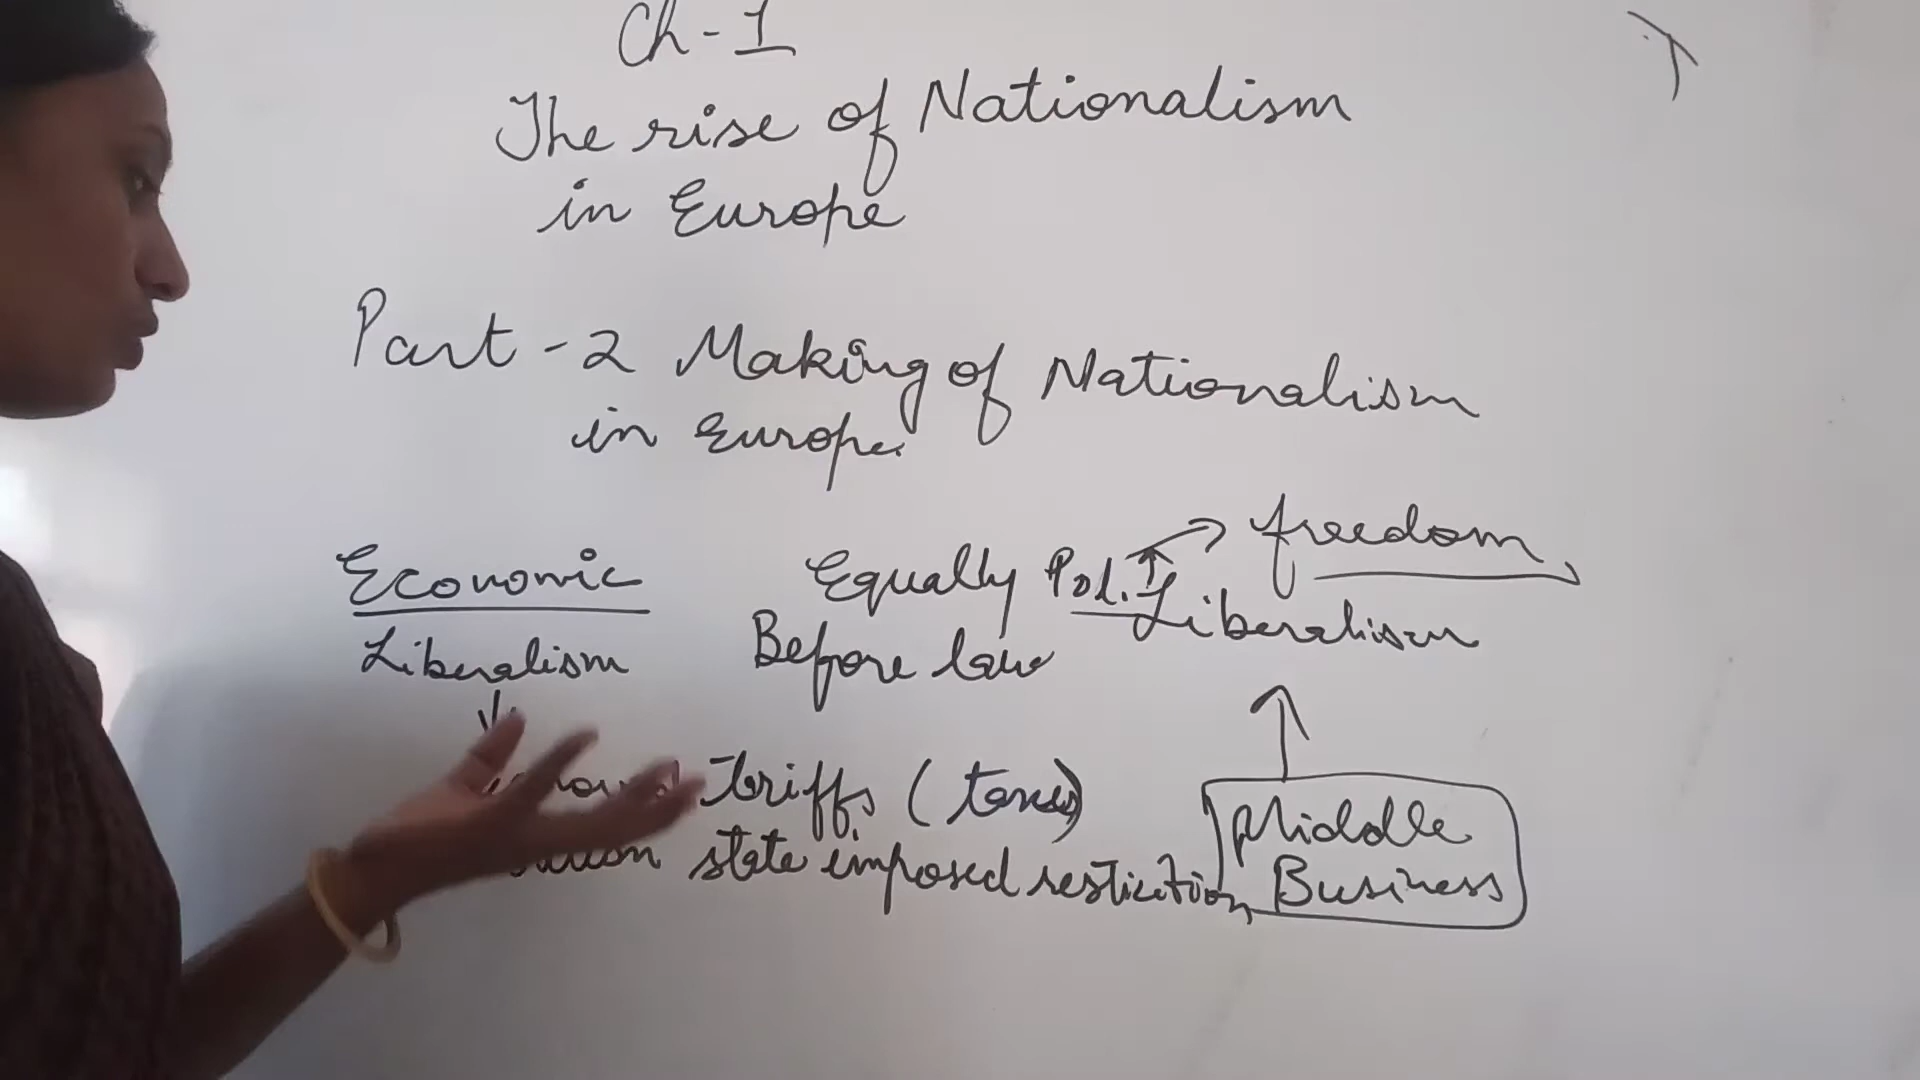 Ch-1
The rise of Nationalism
in Europe
Part-2 Making of Nationalism
in Europe.
Economic
Liberalism
Equally
Before law
freedom
Pol. Liberalism
triffs (taxes)
state imposed
Middle
Business